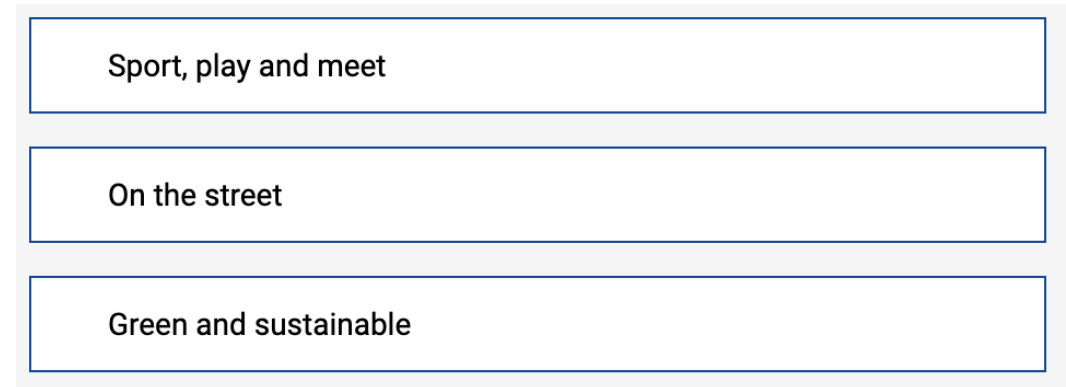 Sport, play and meet
On the street
Green and sustainable